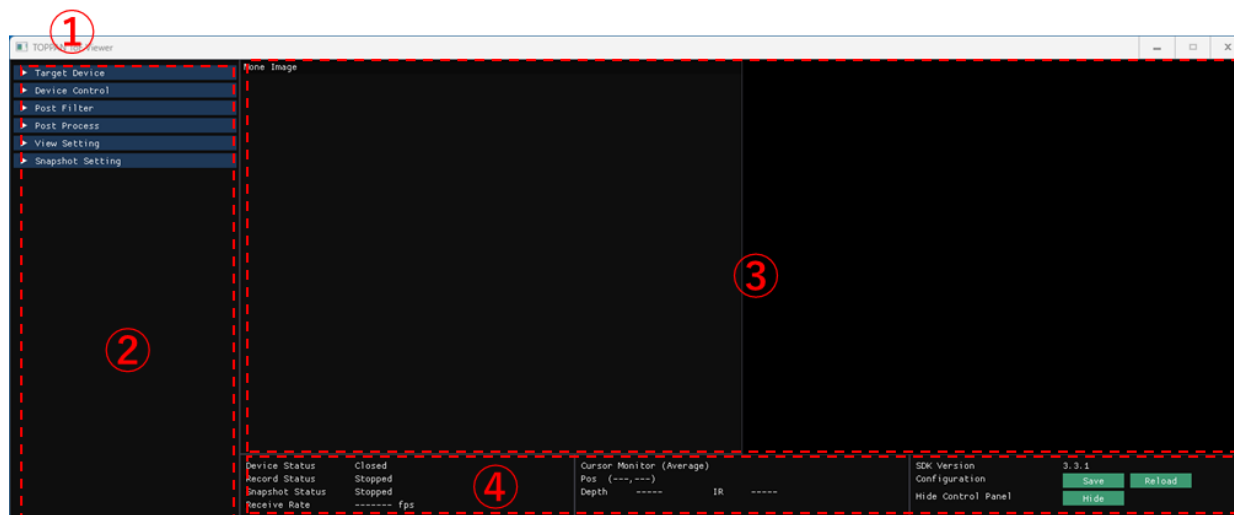 ①
TOPPAN ToF Viewer
Target Device
Device Control
Post Filter
Post Process
View Setting
Snapshot Setting
None Image
②
③
④
Device Status Closed
Record Status Stopped
Snapshot Status Stopped
Receive Rate ------- fps
Cursor Monitor (Average)
Pos (---,---)
Depth ----- IR -----
SDK Version 3.3.1
Configuration Save Reload
Hide Control Panel Hide